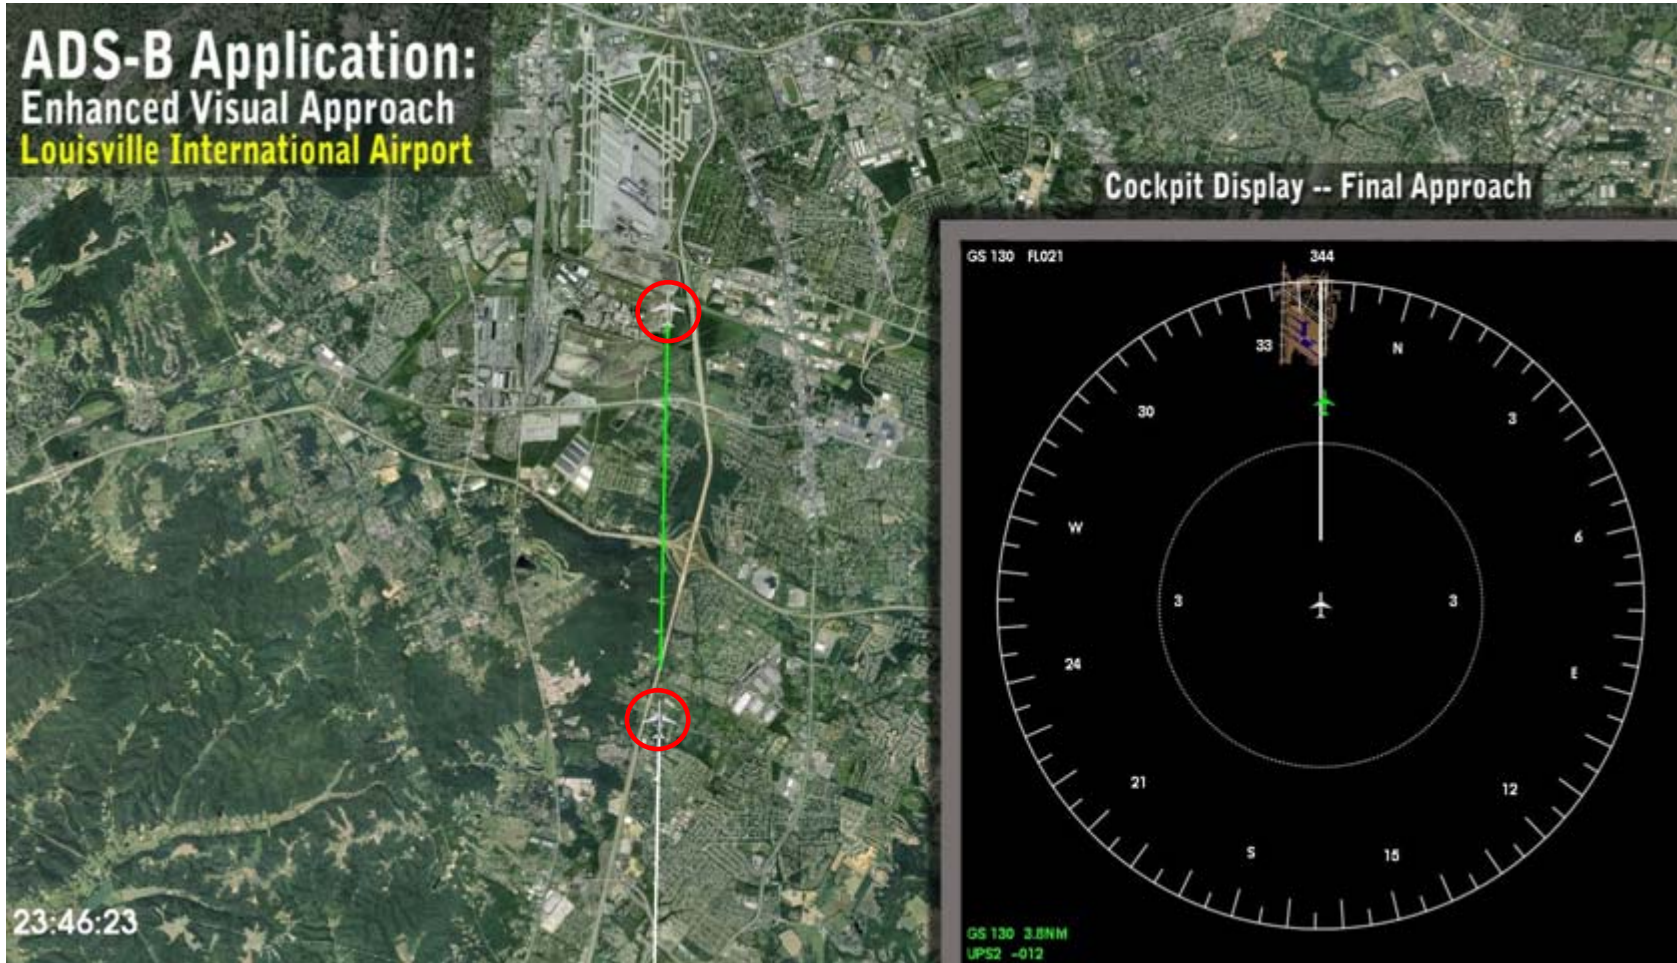 ADS-B Application:
Enhanced Visual Approach
Louisville International Airport
Cockpit Display -- Final Approach
GS 130 FL021
344
33
N
30
3
W
6
3
3
24
E
21
12
S
15
23:46:23
GS 130 3.8NM
UPS2 -012